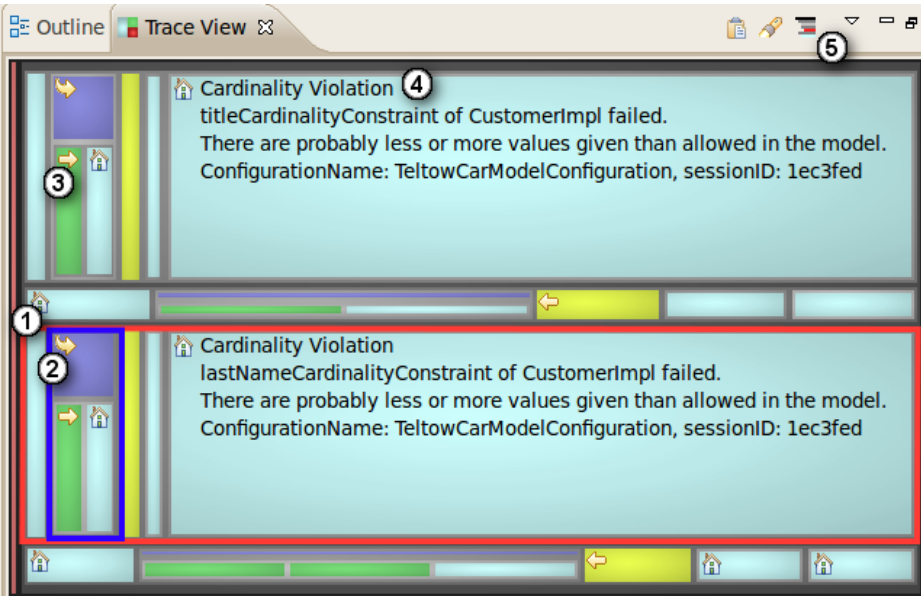 Outline Trace View
5
Cardinality Violation 4
titleCardinalityConstraint of CustomerImpl failed.
There are probably less or more values given than allowed in the model.
3
ConfigurationName: TeltowCarModelConfiguration, sessionID: 1ec3fed
1
Cardinality Violation
2
lastNameCardinalityConstraint of CustomerImpl failed.
There are probably less or more values given than allowed in the model.
ConfigurationName: TeltowCarModelConfiguration, sessionID: 1ec3fed